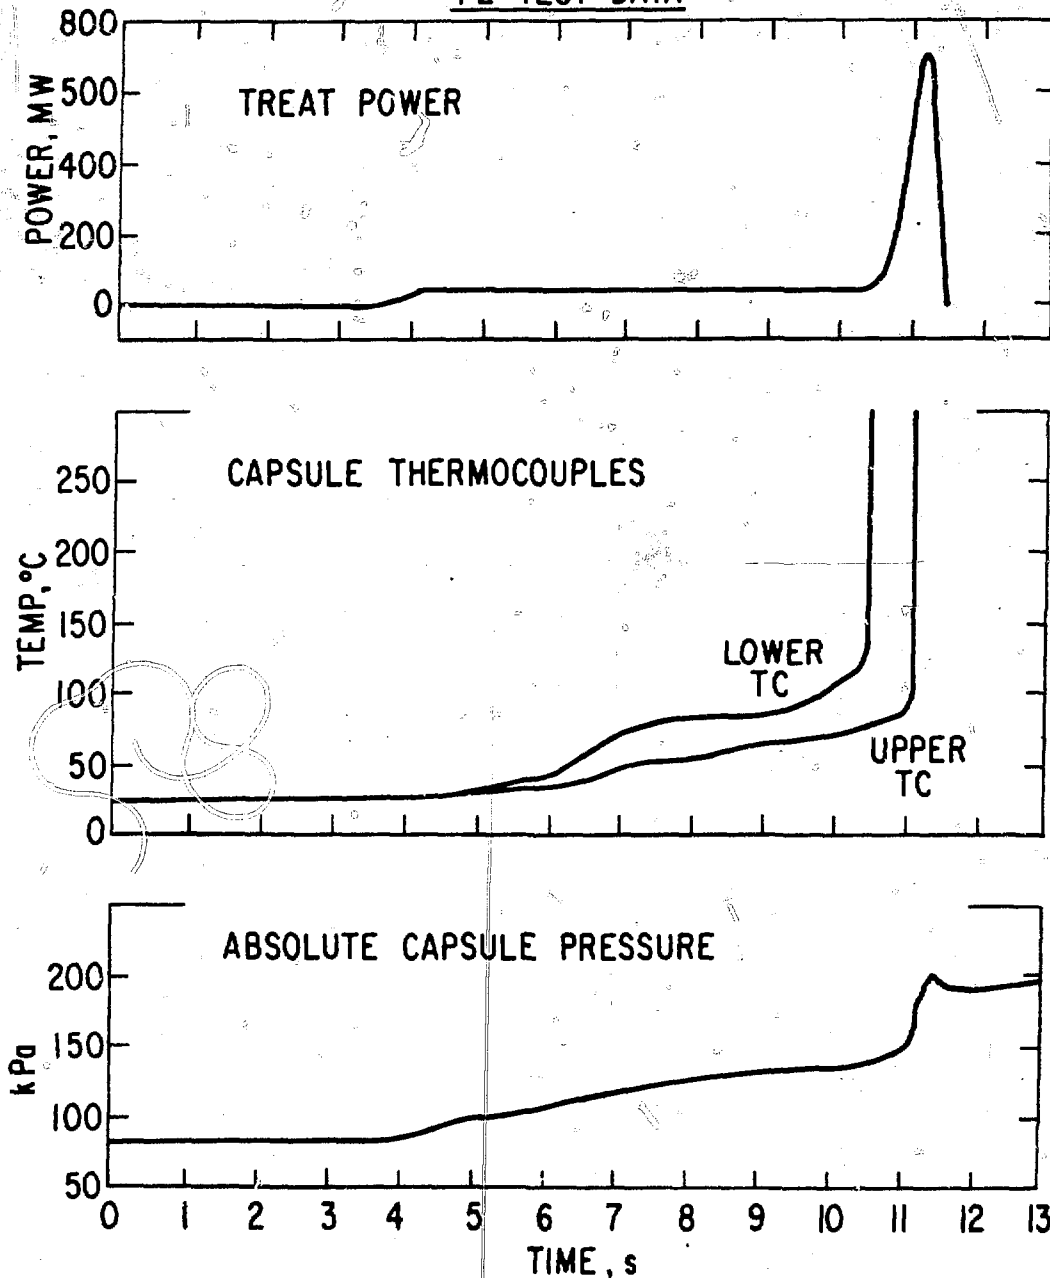 TEST DATA
800
500
400
200
0
POWER, MW
TREAT POWER
250
200
150
100
50
0
TEMP, °C
CAPSULE THERMOCOUPLES
LOWER
TC
UPPER
TC
200
150
100
50
kPa
ABSOLUTE CAPSULE PRESSURE
0 1 2 3 4 5 6 7 8 9 10 11 12 13
TIME, s